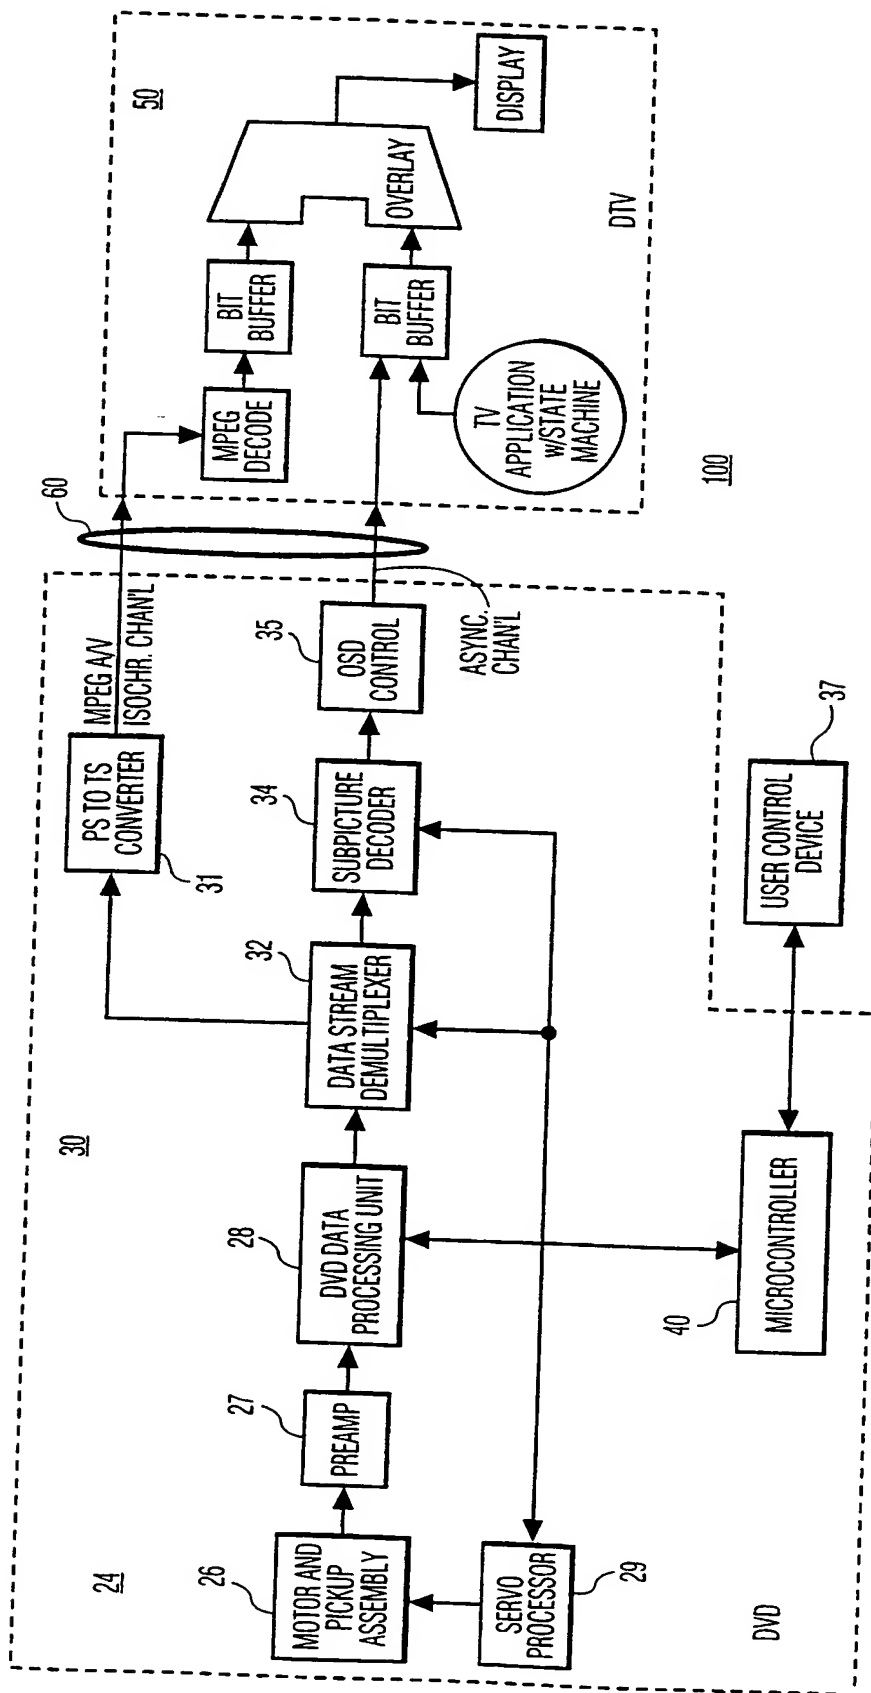 24
26
MOTOR AND
PICKUP
ASSEMBLY
27
PREAMP
28
DVD DATA
PROCESSING UNIT
30
32
DATA STREAM
DEMULTIPLEXER
34
SUBPICTURE
DECODER
35
OSD
CONTROL
ASYNC.
CHAN'L
PS TO TS
CONVERTER
31
MPEG A/V
ISOCHR. CHAN'L
60
SERVO
PROCESSOR
29
DVD
MICROCONTROLLER
40
USER CONTROL
DEVICE
37
50
MPEG
DECODE
BIT
BUFFER
BIT
BUFFER
OVERLAY
DISPLAY
TV
APPLICATION
w/STATE
MACHINE
DTV
100